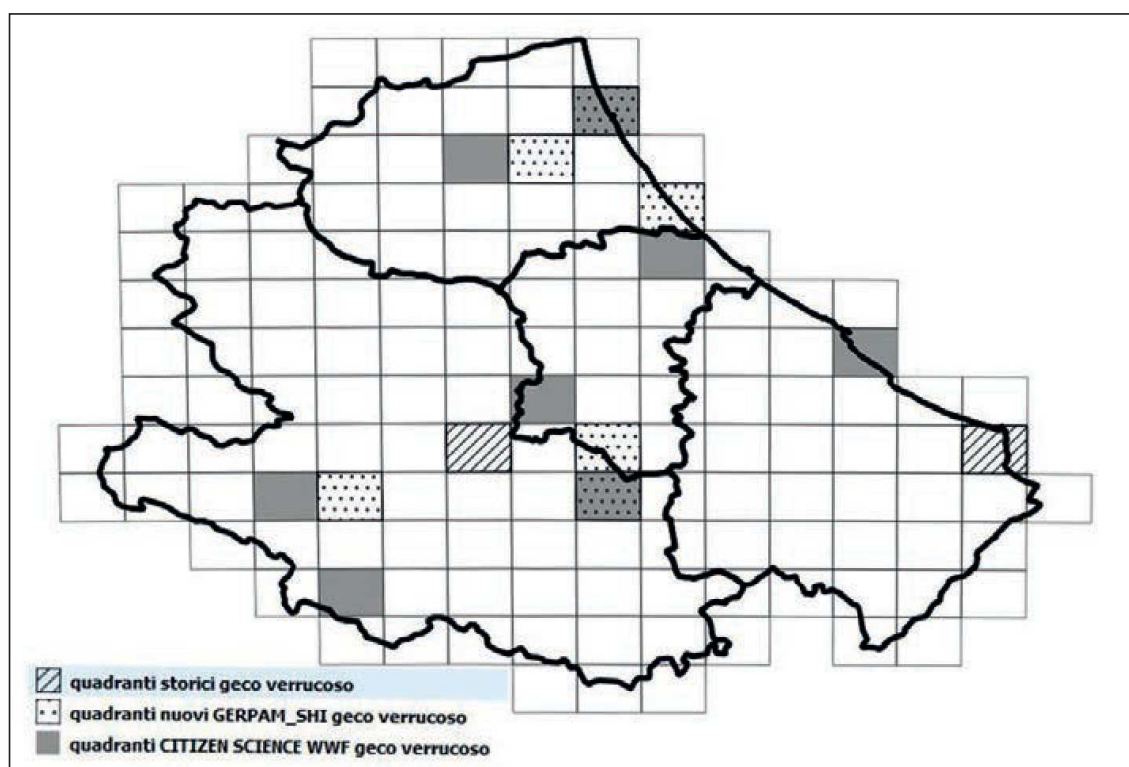 quadranti storici geco verrucoso
quadranti nuovi GERPAM_SHI geco verrucoso
quadranti CITIZEN SCIENCE WWF geco verrucoso